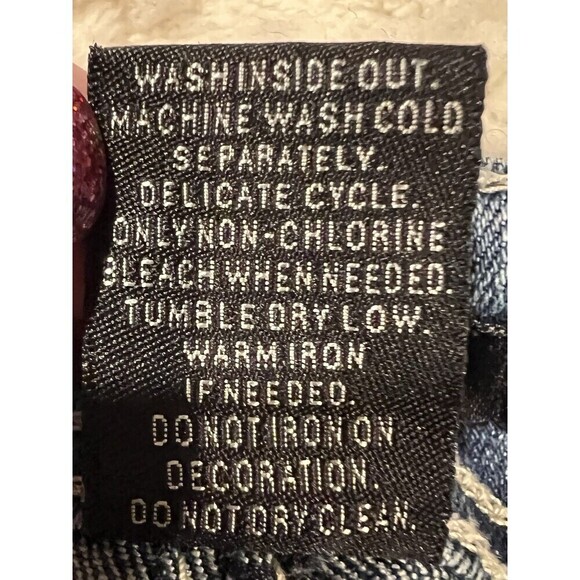 WASH INSIDE OUT.
MACHINE WASH COLD
SEPARATELY.
DELICATE CYCLE.
ONLY NON-CHLORINE
BLEACH WHEN NEEDED.
TUMBLE DRY LOW.
WARM IRON
IF NEEDED.
DO NOT IRON ON
DECORATION.
DO NOT DRY CLEAN.